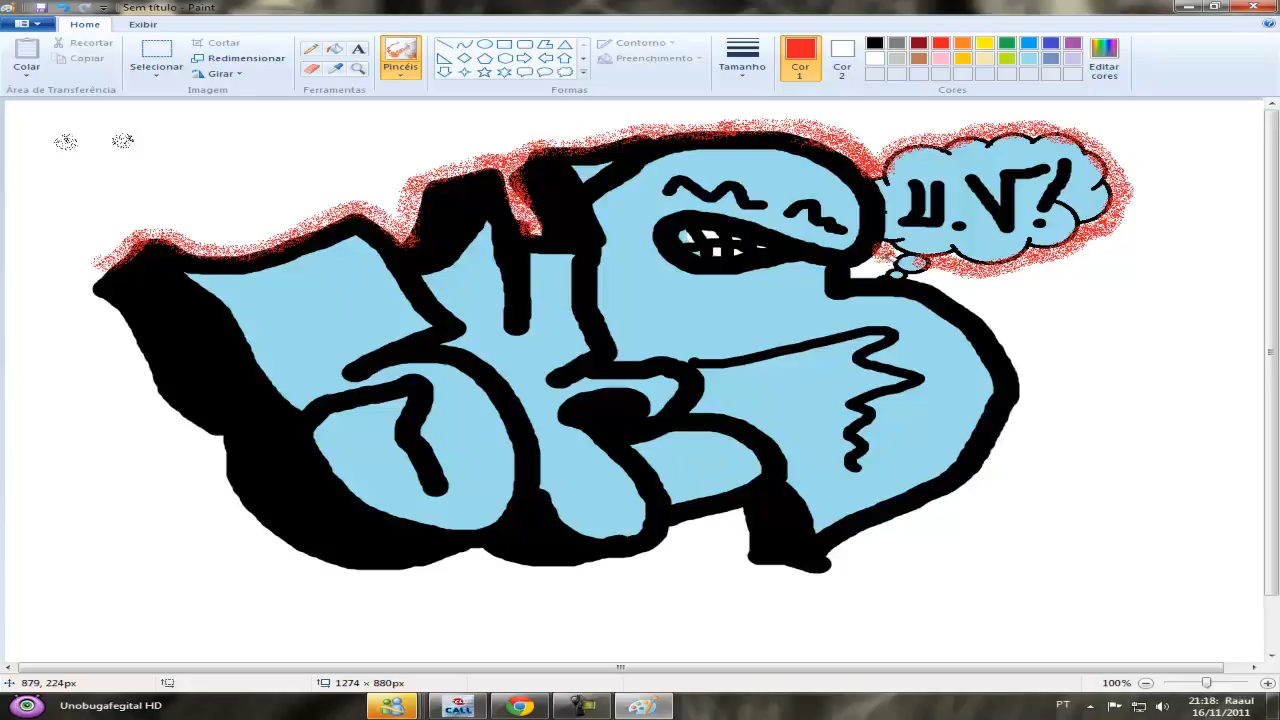 Sem título - Paint
Home Exibir
Colar
Recortar
Copiar
Área de Transferência
Selecionar
Cortar
Redimensionar
Girar
Imagem
A
Ferramentas
Pincéis
Contorno
Preenchimento
Formas
Tamanho
Cor 1
Cor 2
Editar cores
Cores
U.V!
879, 224px
1274 × 880px
100%
Unobugafegital HD
CALL
PT
21:18: Raaul
16/11/2011